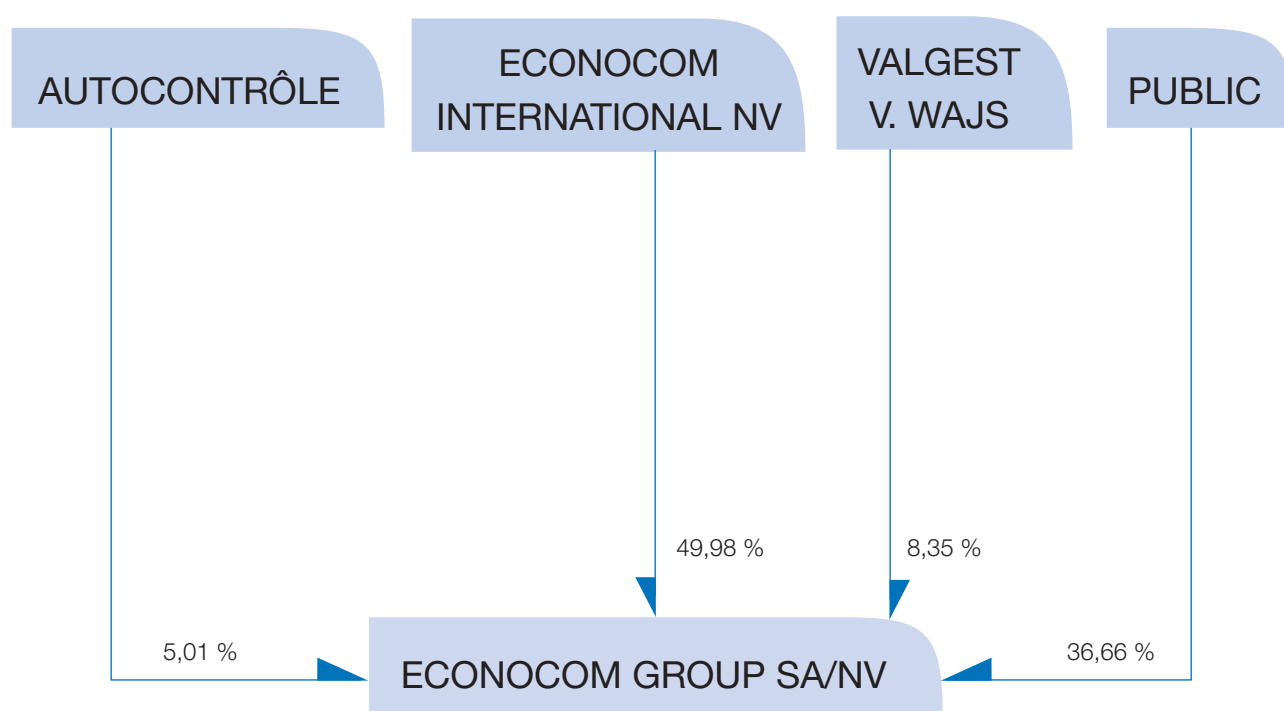 AUTOCONTRÔLE
ECONOCOM
INTERNATIONAL NV
VALGEST
V. WAJS
PUBLIC
49,98 %
8,35 %
5,01 %
36,66 %
ECONOCOM GROUP SA/NV